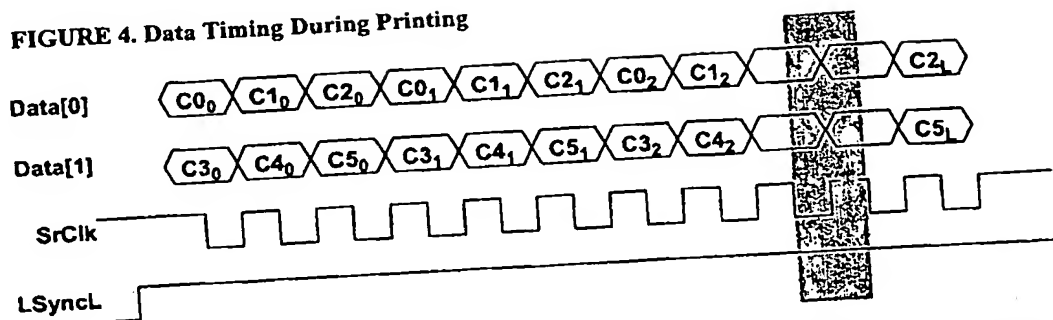 FIGURE 4. Data Timing During Printing
Data[0] C0₀ C1₀ C2₀ C0₁ C1₁ C2₁ C0₂ C1₂ C2L
Data[1] C3₀ C4₀ C5₀ C3₁ C4₁ C5₁ C3₂ C4₂ C5L
SrClk
LSyncL